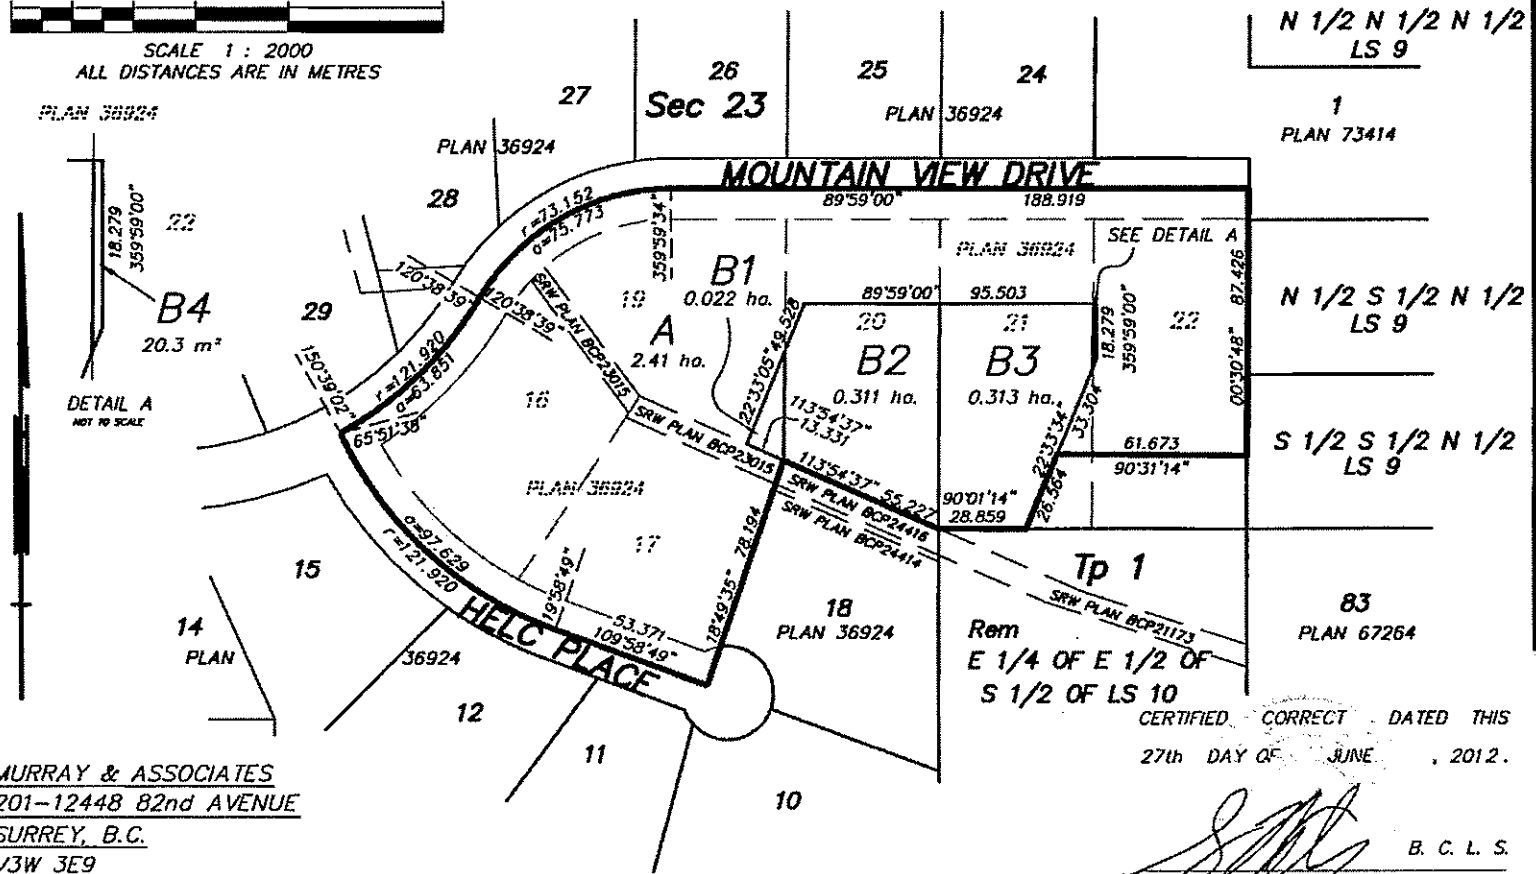 SCALE 1 : 2000
ALL DISTANCES ARE IN METRES
N 1/2 N 1/2 N 1/2
LS 9
27
26
25
24
Sec 23
PLAN 36924
PLAN 36924
PLAN 36924
1
PLAN 73414
28
MOUNTAIN VIEW DRIVE
89°59'00" 188.919
r=73.152
a=75.773
359°59'34"
18.279
359°59'00"
22
B4
20.3 m²
DETAIL A
NOT TO SCALE
29
120°38'39"
120°38'39"
SRW PLAN BCP23015
19
B1
0.022 ha.
A
2.41 ha.
PLAN 36924
SEE DETAIL A
89°59'00" 95.503
20
21
22
B2
0.311 ha.
B3
0.313 ha.
18.279
359°59'00"
87.426
00°30'48"
N 1/2 S 1/2 N 1/2
LS 9
150°39'02"
r=121.920
a=63.851
65°51'38"
16
22°33'05" 49.528
113°54'37"
13.331
SRW PLAN BCP23015
22°33'34"
33.304
61.673
90°31'14"
S 1/2 S 1/2 N 1/2
LS 9
PLAN 36924
113°54'37" 55.227
SRW PLAN BCP24416
SRW PLAN BCP24414
90°01'14"
28.859
26.564
a=97.629
r=121.920
17
78.194
18°49'35"
19°58'49"
53.371
109°58'49"
HELC PLACE
15
14
PLAN
36924
12
11
10
18
PLAN 36924
Tp 1
SRW PLAN BCP21173
Rem
E 1/4 OF E 1/2 OF
S 1/2 OF LS 10
83
PLAN 67264
CERTIFIED CORRECT DATED THIS
27th DAY OF JUNE , 2012.
B. C. L. S.
MURRAY & ASSOCIATES
201-12448 82nd AVENUE
SURREY, B.C.
V3W 3E9